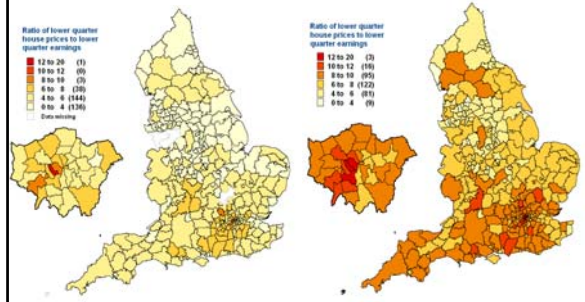 Ratio of lower quarter
house prices to lower
quarter earnings
12 to 20 (1)
10 to 12 (0)
8 to 10 (3)
6 to 8 (38)
4 to 6 (144)
0 to 4 (136)
Data missing
Ratio of lower quarter
house prices to lower
quarter earnings
12 to 20 (3)
10 to 12 (16)
8 to 10 (95)
6 to 8 (122)
4 to 6 (81)
0 to 4 (9)